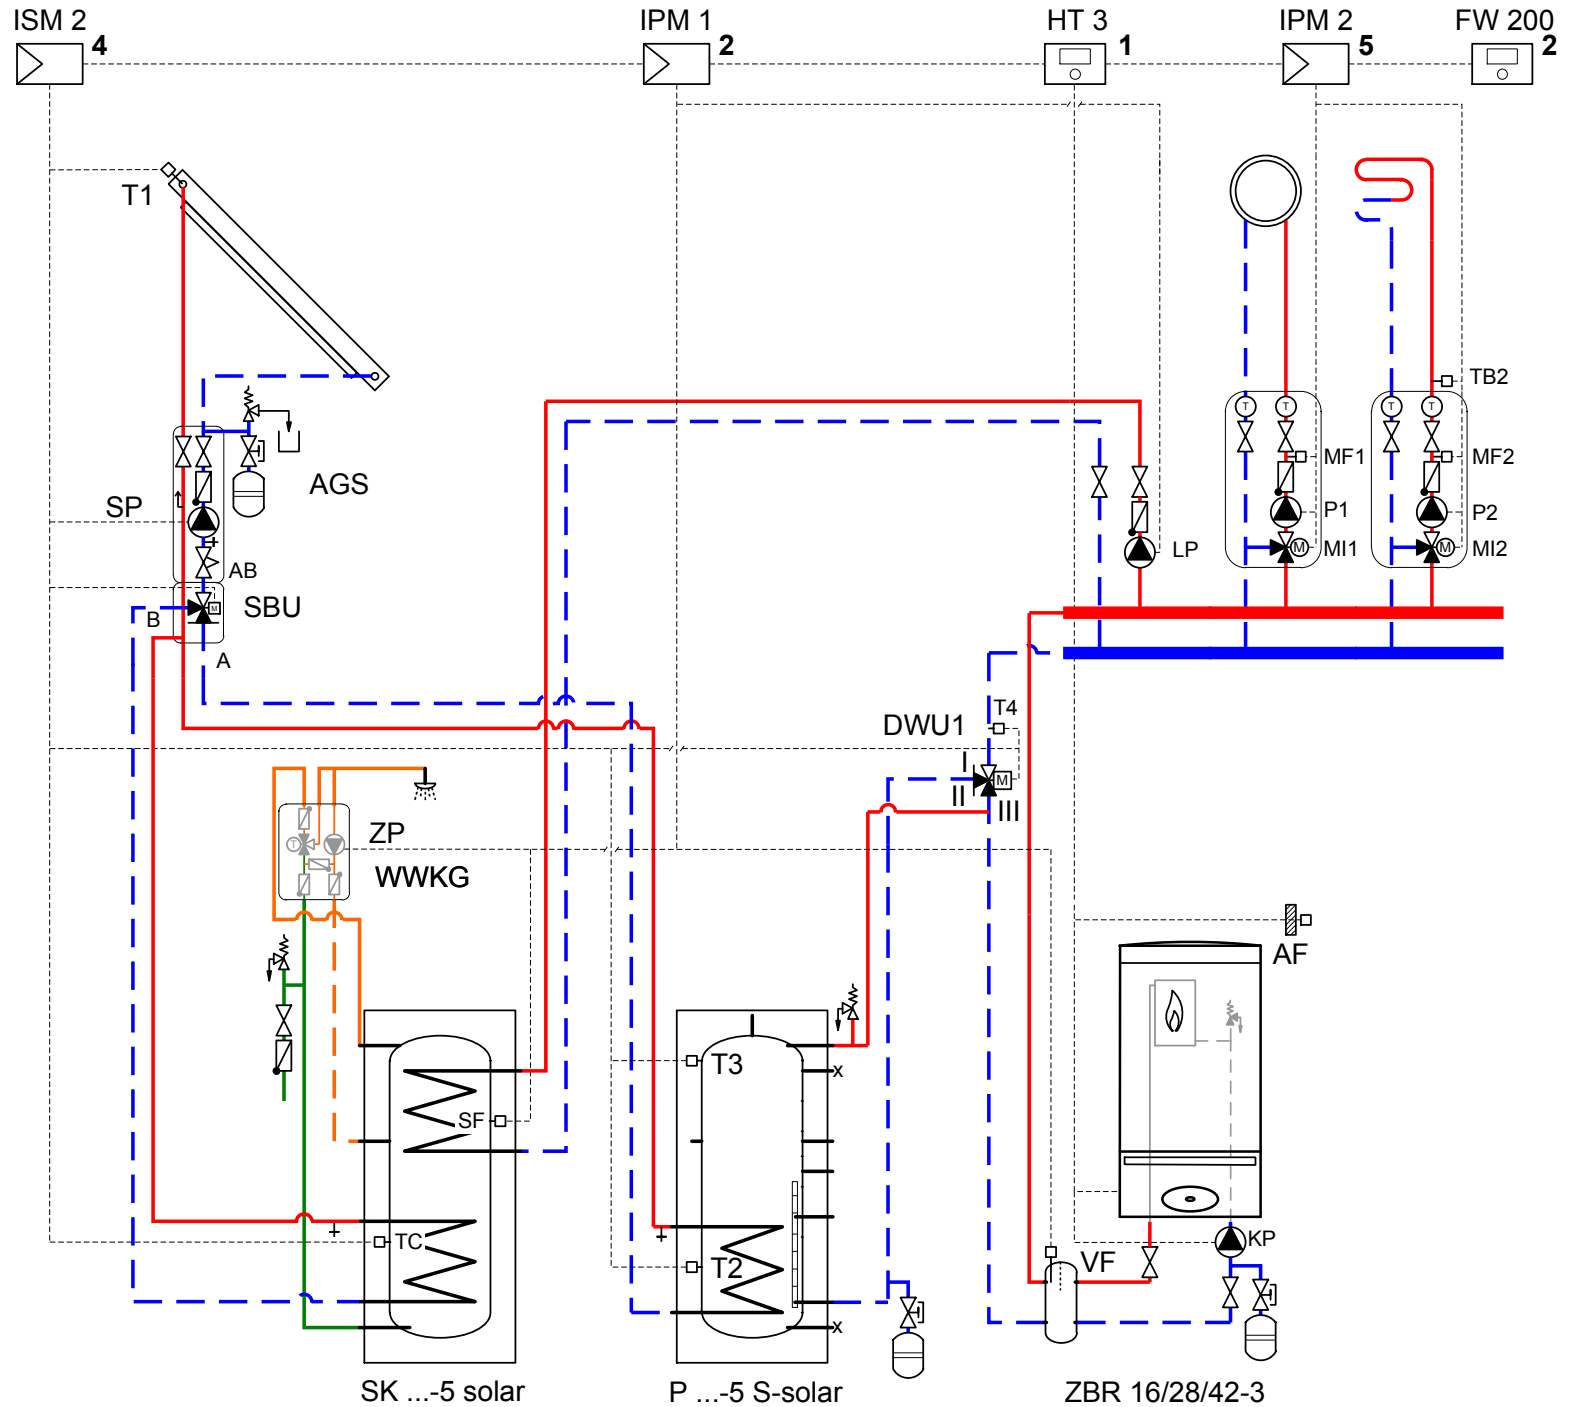 ISM 2
4
IPM 1
2
HT 3
1
IPM 2
5
FW 200
2
T1
TB2
T
T
T
T
MF1
MF2
AGS
SP
P1
P2
LP
M
MI1
M
MI2
AB
SBU
M
B
A
T4
DWU1
I
M
II
III
ZP
T
WWKG
AF
T3
x
SF
TC
KP
VF
T2
x
SK ...-5 solar
P ...-5 S-solar
ZBR 16/28/42-3